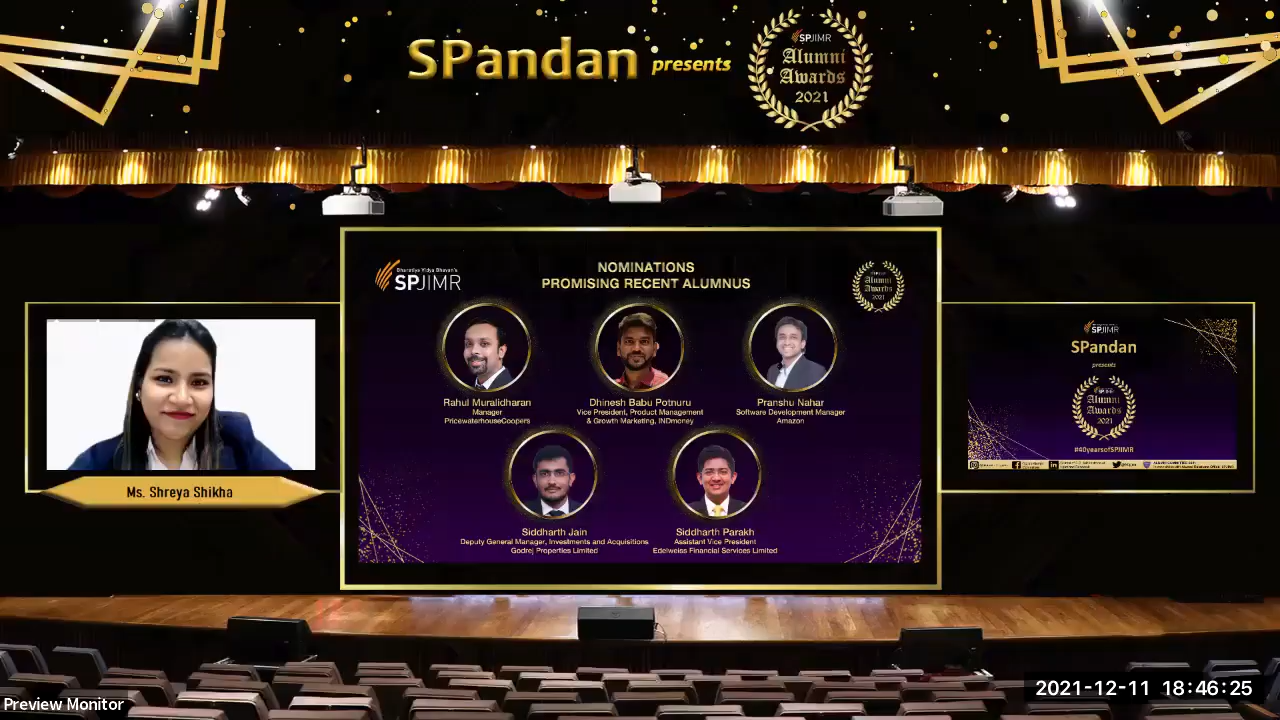 SPandan presents
SPJIMR
Alumni
Awards
2021
Bharatiya Vidya Bhavan's
SPJIMR
NOMINATIONS
PROMISING RECENT ALUMNUS
Alumni
Awards
2021
Rahul Muralidharan
Manager
PricewaterhouseCoopers
Dhinesh Babu Potnuru
Vice President, Product Management
& Growth Marketing, INDmoney
Pranshu Nahar
Software Development Manager
Amazon
Siddharth Jain
Deputy General Manager, Investments and Acquisitions
Godrej Properties Limited
Siddharth Parakh
Assistant Vice President
Edelweiss Financial Services Limited
Ms. Shreya Shikha
SPJIMR
SPandan
presents
Alumni
Awards
2021
#40yearsofSPJIMR
Preview Monitor
2021-12-11 18:46:25